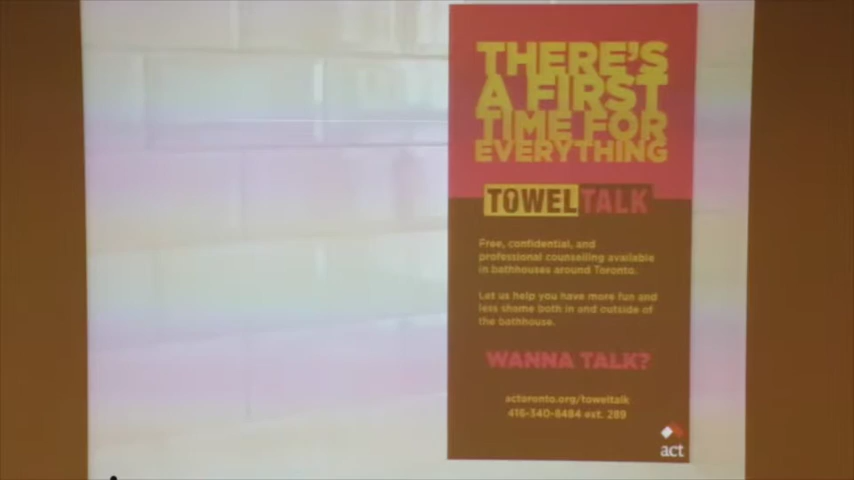 THERE'S
A FIRST
TIME FOR
EVERYTHING
TOWELTALK
Free, confidential, and
professional counselling available
in bathhouses around Toronto.
Let us help you have more fun and
less shame both in and outside of
the bathhouse.
WANNA TALK?
actoronto.org/toweltalk
416-340-8484 ext. 289
act